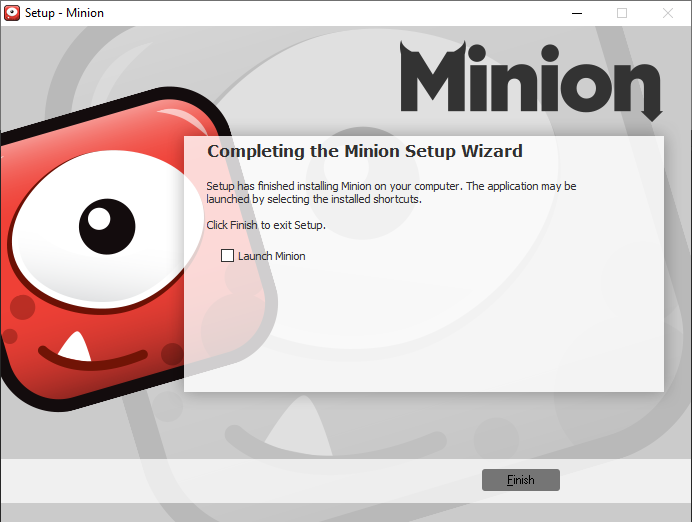 Setup - Minion
Minion
Completing the Minion Setup Wizard
Setup has finished installing Minion on your computer. The application may be
launched by selecting the installed shortcuts.
Click Finish to exit Setup.
Launch Minion
Finish